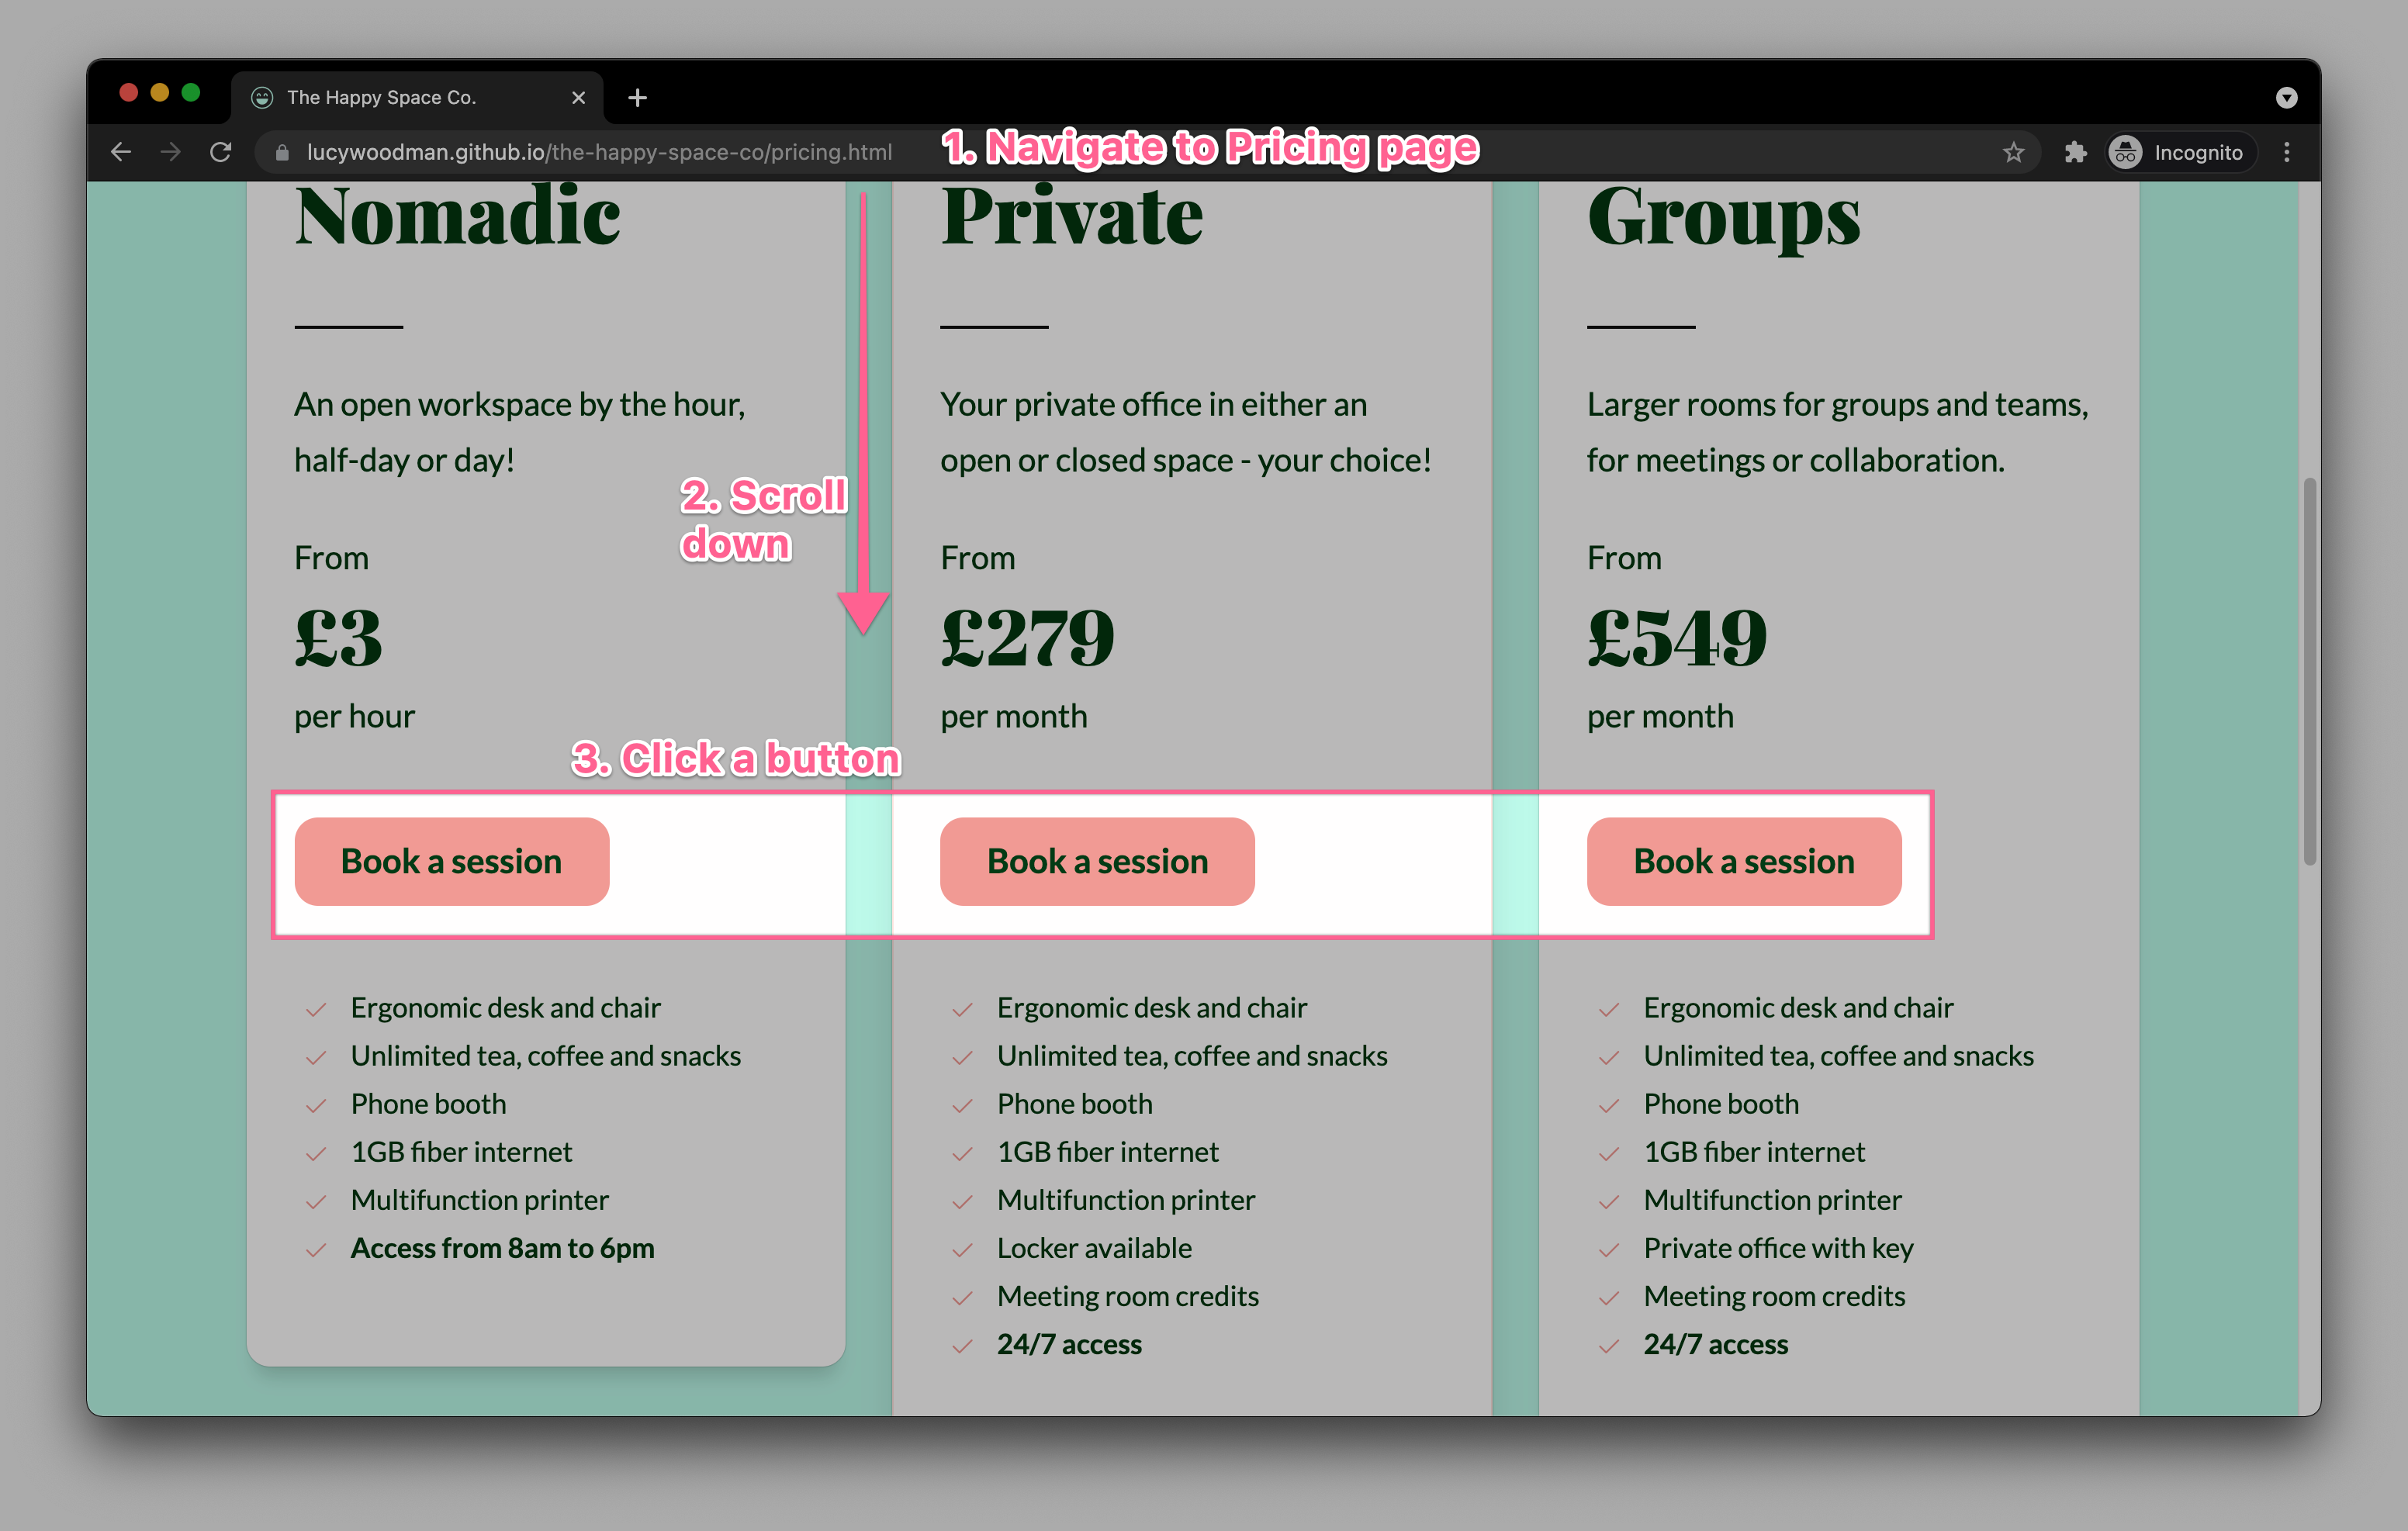 The Happy Space Co.
lucywoodman.github.io/the-happy-space-co/pricing.html
1. Navigate to Pricing page
Incognito
Nomadic
An open workspace by the hour,
half-day or day!
2. Scroll
down
From
£3
per hour
3. Click a button
Book a session
Ergonomic desk and chair
Unlimited tea, coffee and snacks
Phone booth
1GB fiber internet
Multifunction printer
Access from 8am to 6pm
Private
Your private office in either an
open or closed space - your choice!
From
£279
per month
Book a session
Ergonomic desk and chair
Unlimited tea, coffee and snacks
Phone booth
1GB fiber internet
Multifunction printer
Locker available
Meeting room credits
24/7 access
Groups
Larger rooms for groups and teams,
for meetings or collaboration.
From
£549
per month
Book a session
Ergonomic desk and chair
Unlimited tea, coffee and snacks
Phone booth
1GB fiber internet
Multifunction printer
Private office with key
Meeting room credits
24/7 access